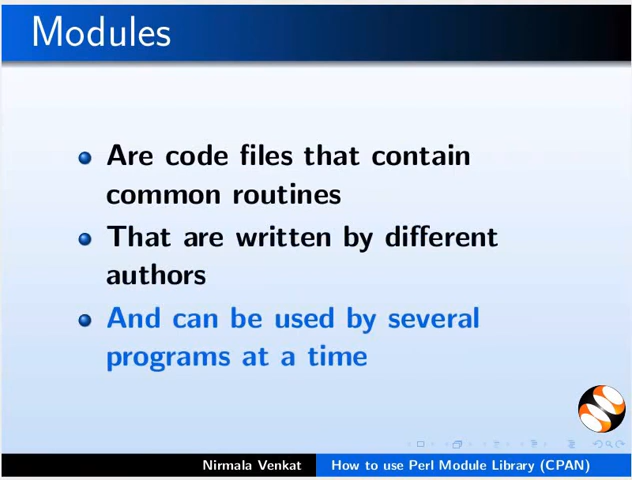 Modules
Are code files that contain
common routines
That are written by different
authors
And can be used by several
programs at a time
Nirmala Venkat How to use Perl Module Library (CPAN)